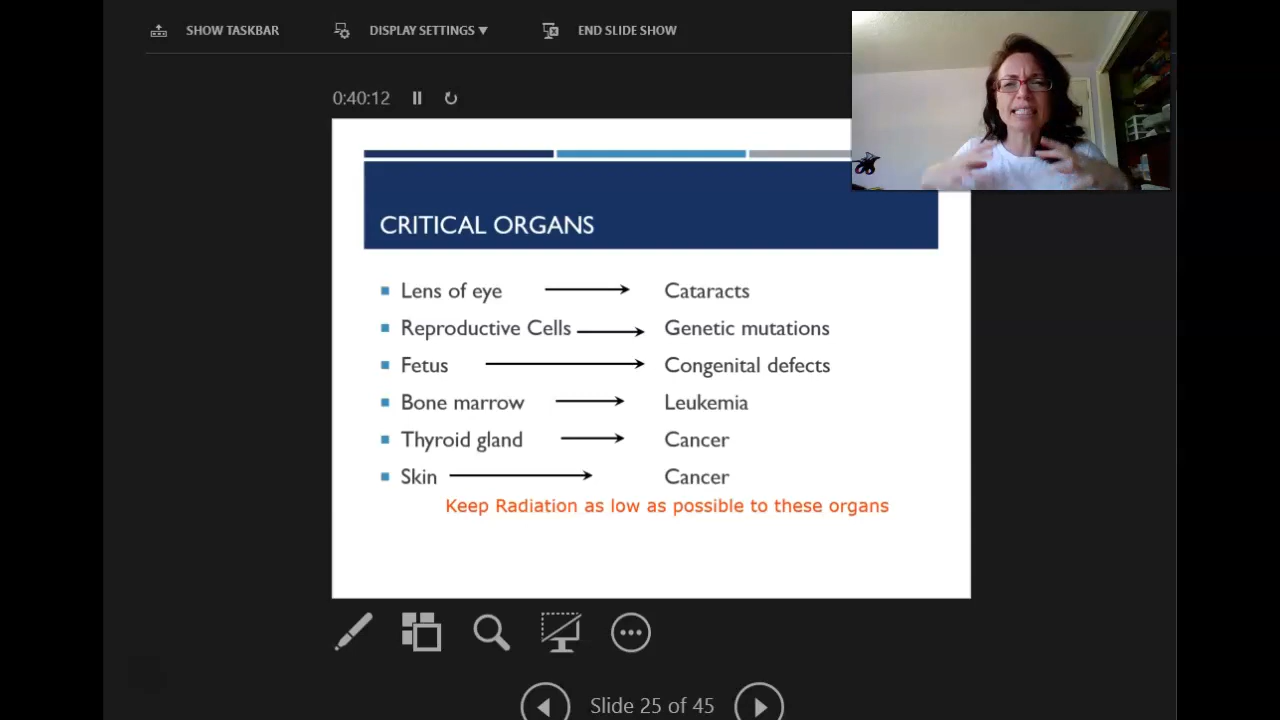 SHOW TASKBAR DISPLAY SETTINGS END SLIDE SHOW
0:40:12
CRITICAL ORGANS
Lens of eye Cataracts
Reproductive Cells Genetic mutations
Fetus Congenital defects
Bone marrow Leukemia
Thyroid gland Cancer
Skin Cancer
Keep Radiation as low as possible to these organs
Slide 25 of 45